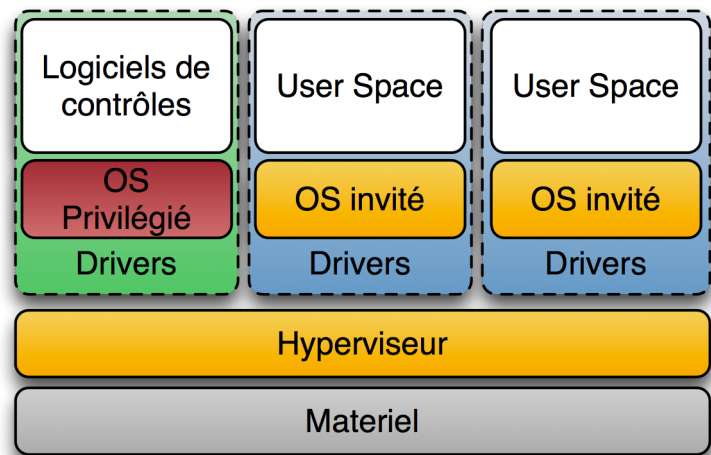 Logiciels de
contrôles
User Space
User Space
OS
Privilégié
OS invité
OS invité
Drivers
Drivers
Drivers
Hyperviseur
Materiel